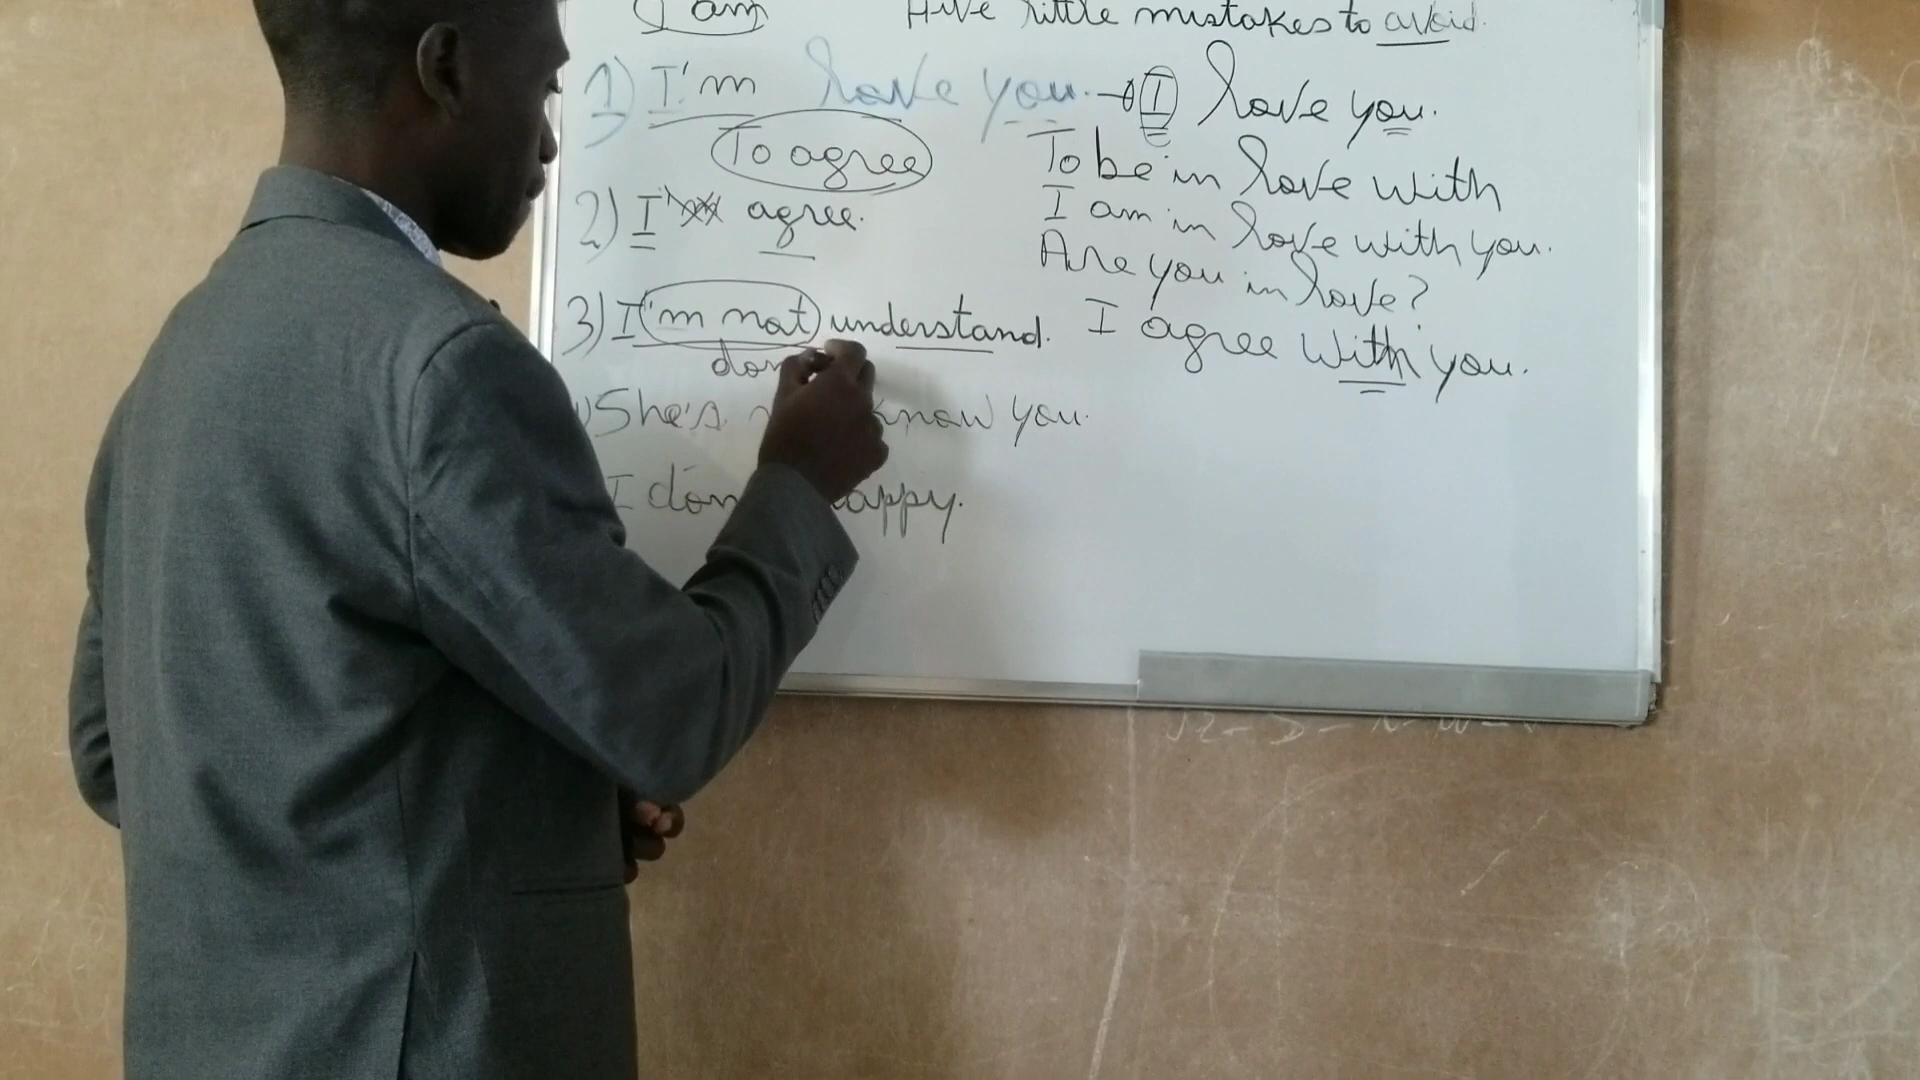 I am
Five little mistakes to avoid.
1) I'm love you. → I love you.
To agree
2) I'm agree.
3) I'm not understand.
don
She's know you.
I don happy.
To be in love with
I am in love with you.
Are you in love?
I agree with you.